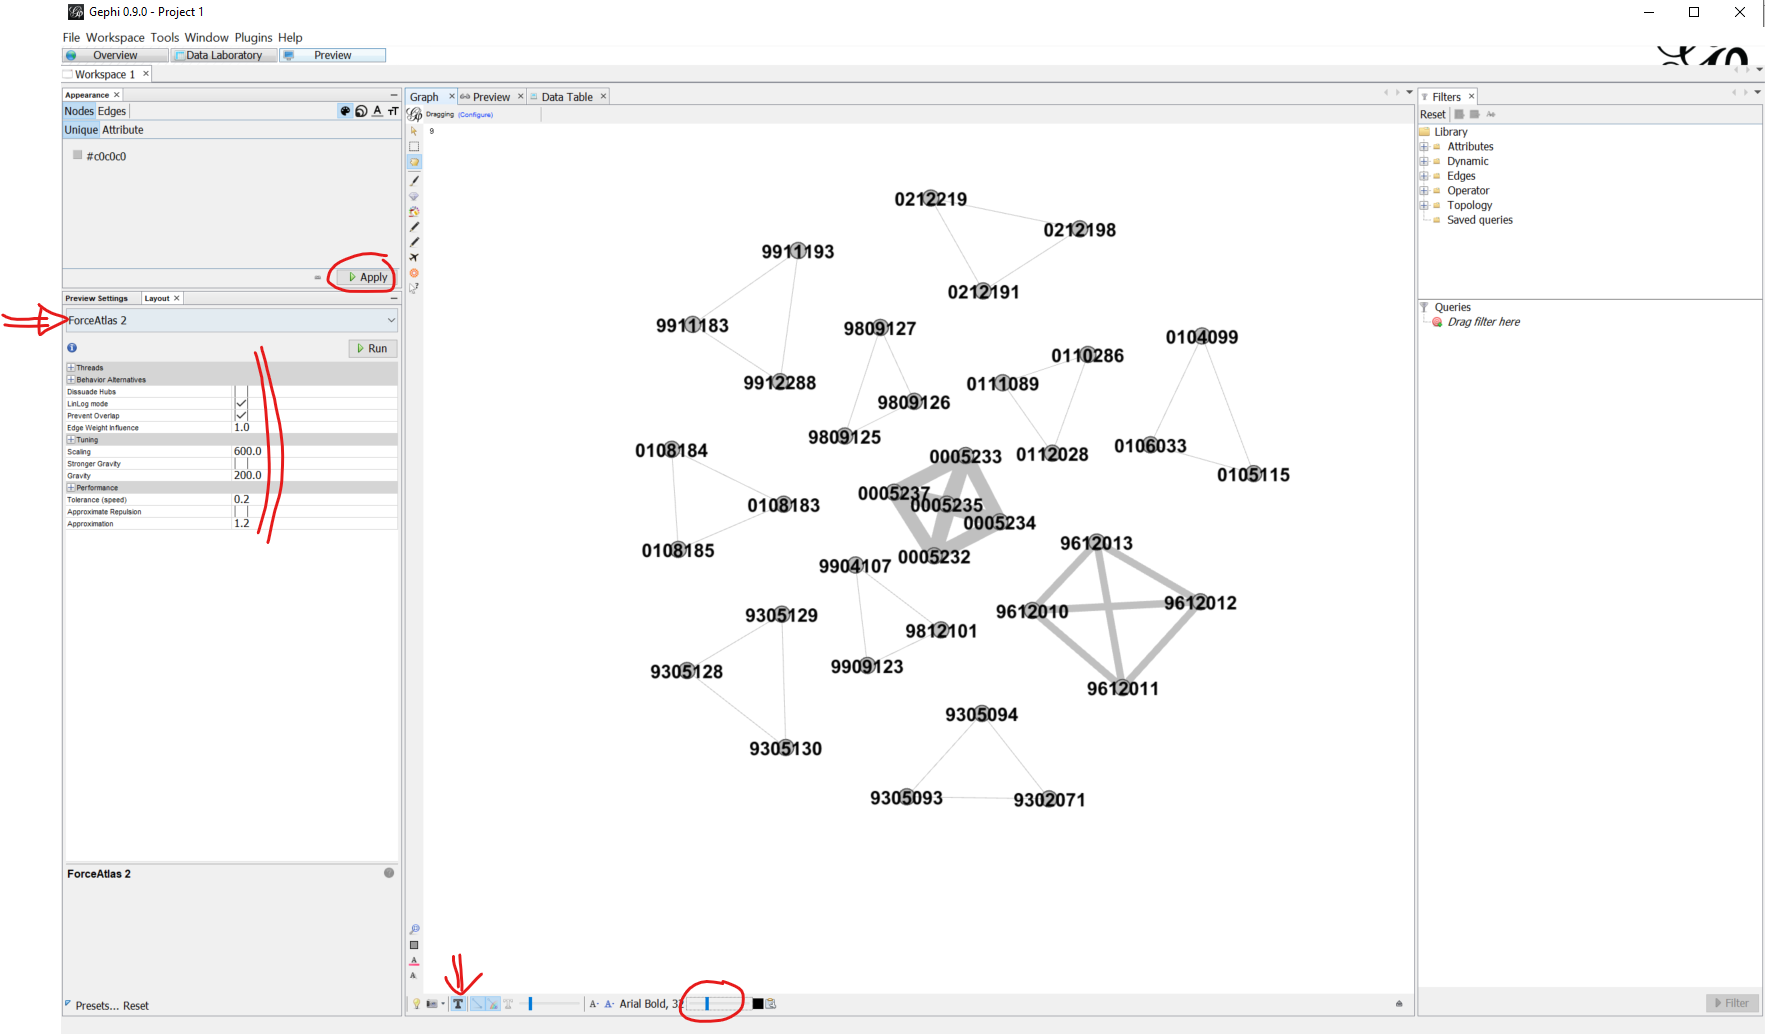 Gephi 0.9.0 - Project 1
File Workspace Tools Window Plugins Help
Overview Data Laboratory Preview
Workspace 1
Appearance
Nodes Edges
Unique Attribute
#c0c0c0
Apply
Preview Settings Layout
ForceAtlas 2
Run
Threads
Behavior Alternatives
Dissuade Hubs
LinLog mode
Prevent Overlap
Edge Weight Influence 1.0
Tuning
Scaling 600.0
Stronger Gravity
Gravity 200.0
Performance
Tolerance (speed) 0.2
Approximate Repulsion
Approximation 1.2
ForceAtlas 2
Presets... Reset
Graph Preview Data Table
Dragging (Configure)
9
0212219
0212198
9911193
0212191
9911183
9809127
0104099
0110286
9912288
0111089
9809126
9809125
0108184
0005233
0112028
0106033
0105115
0005237
0108183
0005235
0005234
0108185
0005232
9612013
9904107
9612012
9612010
9305129
9812101
9305128
9909123
9612011
9305094
9305130
9305093
9302071
Arial Bold, 32
Filters
Reset
Library
Attributes
Dynamic
Edges
Operator
Topology
Saved queries
Queries
Drag filter here
Filter